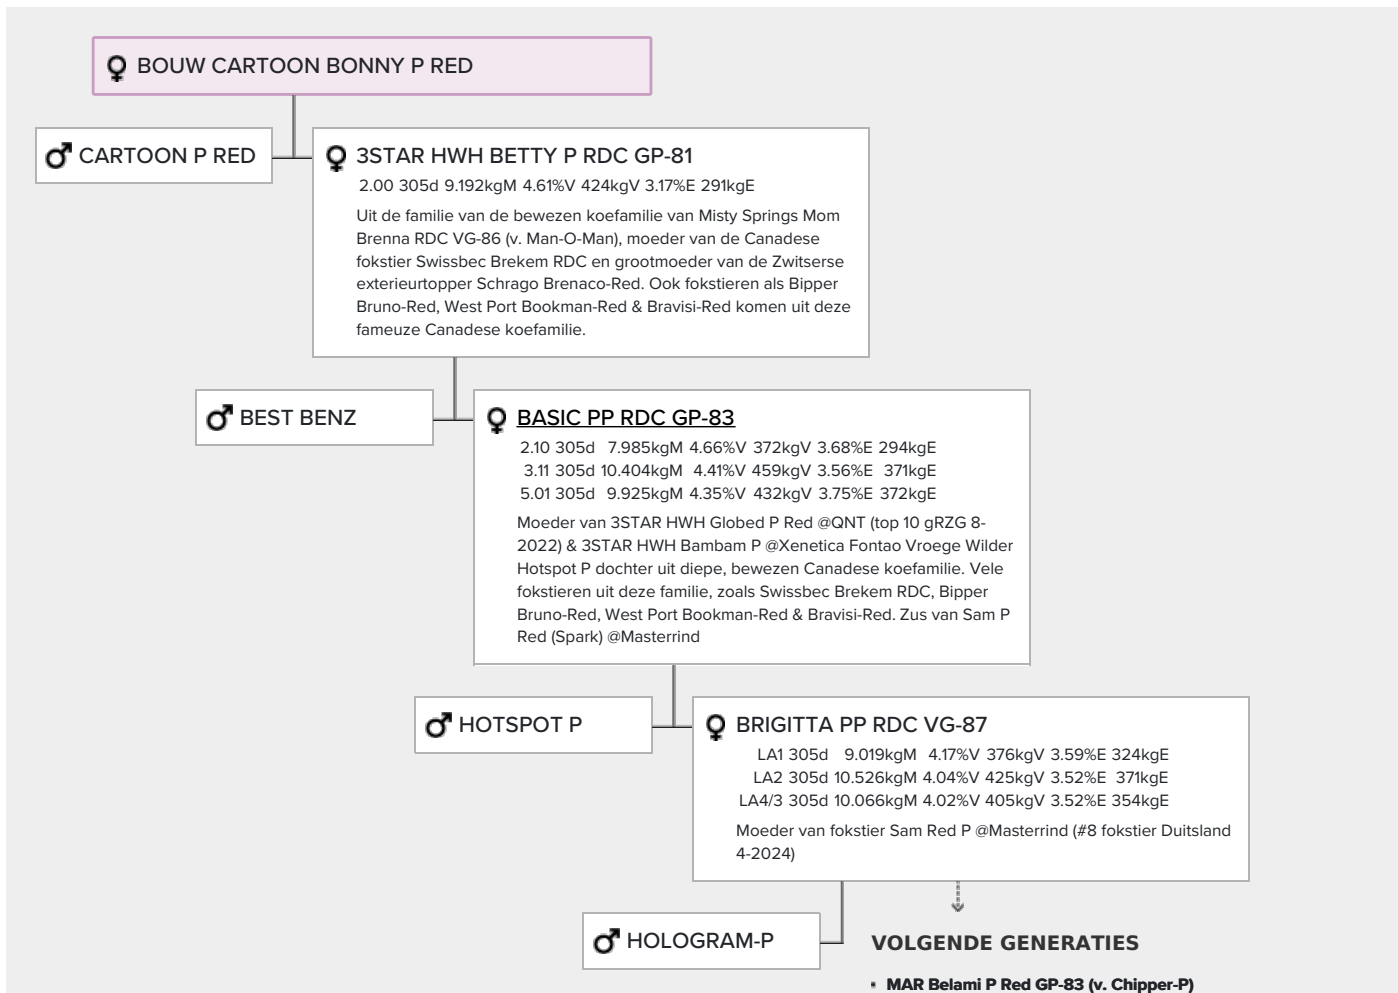 BOUW CARTOON BONNY P RED
CARTOON P RED
3STAR HWH BETTY P RDC GP-81
2.00 305d 9.192kgM 4.61%V 424kgV 3.17%E 291kgE
Uit de familie van de bewezen koefamilie van Misty Springs Mom
Brenna RDC VG-86 (v. Man-O-Man), moeder van de Canadese
fokstier Swissbec Brekem RDC en grootmoeder van de Zwitserse
exterieurtopper Schrago Brenaco-Red. Ook fokstieren als Bipper
Bruno-Red, West Port Bookman-Red & Bravisi-Red komen uit deze
fameuze Canadese koefamilie.
BEST BENZ
BASIC PP RDC GP-83
2.10 305d 7.985kgM 4.66%V 372kgV 3.68%E 294kgE
3.11 305d 10.404kgM 4.41%V 459kgV 3.56%E 371kgE
5.01 305d 9.925kgM 4.35%V 432kgV 3.75%E 372kgE
Moeder van 3STAR HWH Globed P Red @QNT (top 10 gRZG 8-
2022) & 3STAR HWH Bambam P @Xenetica Fontao Vroege Wilder
Hotspot P dochter uit diepe, bewezen Canadese koefamilie. Vele
fokstieren uit deze familie, zoals Swissbec Brekem RDC, Bipper
Bruno-Red, West Port Bookman-Red & Bravisi-Red. Zus van Sam P
Red (Spark) @Masterrind
HOTSPOT P
BRIGITTA PP RDC VG-87
LA1 305d 9.019kgM 4.17%V 376kgV 3.59%E 324kgE
LA2 305d 10.526kgM 4.04%V 425kgV 3.52%E 371kgE
LA4/3 305d 10.066kgM 4.02%V 405kgV 3.52%E 354kgE
Moeder van fokstier Sam Red P @Masterrind (#8 fokstier Duitsland
4-2024)
HOLOGRAM-P
VOLGENDE GENERATIES
▪ MAR Belami P Red GP-83 (v. Chipper-P)